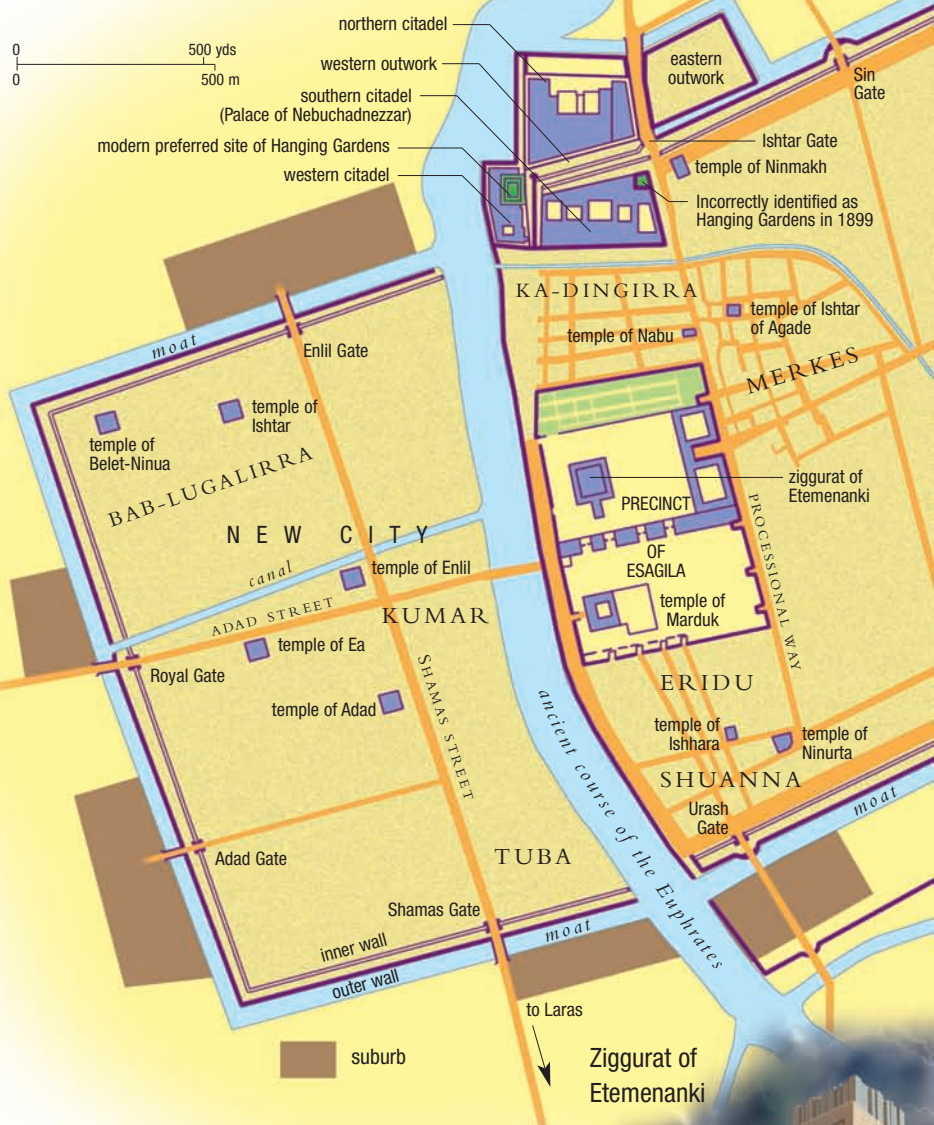 northern citadel
0 500 yds
0 500 m
western outwork
eastern
outwork
Sin
Gate
southern citadel
(Palace of Nebuchadnezzar)
Ishtar Gate
modern preferred site of Hanging Gardens
temple of Ninmakh
western citadel
Incorrectly identified as
Hanging Gardens in 1899
KA-DINGIRRA
temple of Ishtar
of Agade
temple of Nabu
moat
Enlil Gate
MERKES
temple of
Ishtar
temple of
Belet-Ninua
BAB-LUGALIRRA
ziggurat of
Etemenanki
PRECINCT
OF
ESAGILA
PROCESSIONAL WAY
NEW CITY
canal
temple of Enlil
ADAD STREET
KUMAR
temple of
Marduk
temple of Ea
Royal Gate
SHAMAS STREET
ERIDU
temple of Adad
ancient course of the Euphrates
temple of
Ishhara
temple of
Ninurta
SHUANNA
moat
Urash
Gate
Adad Gate
TUBA
Shamas Gate
moat
inner wall
outer wall
to Laras
suburb
Ziggurat of
Etemenanki